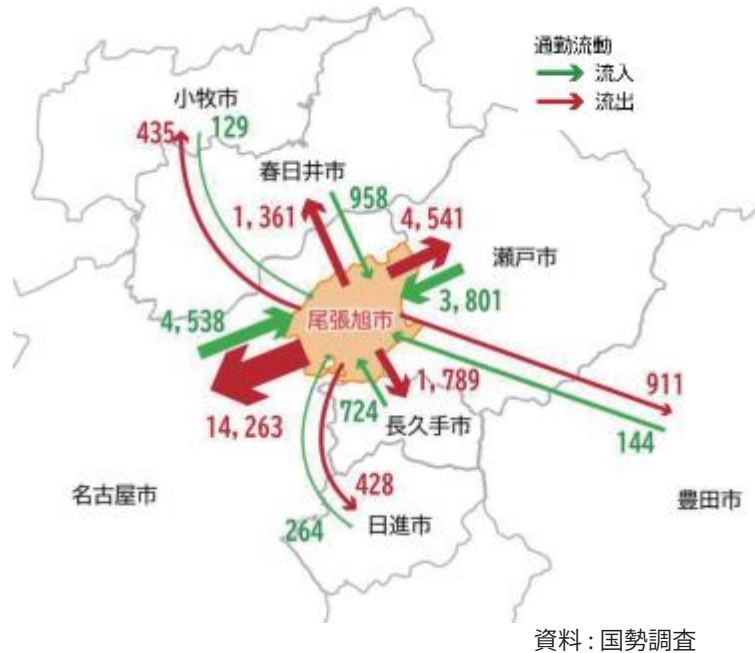 通勤流動
流入
流出
小牧市
435
129
春日井市
1,361
958
4,541
瀬戸市
3,801
4,538
尾張旭市
14,263
1,789
911
724
長久手市
144
名古屋市
428
豊田市
264
日進市
資料:国勢調査